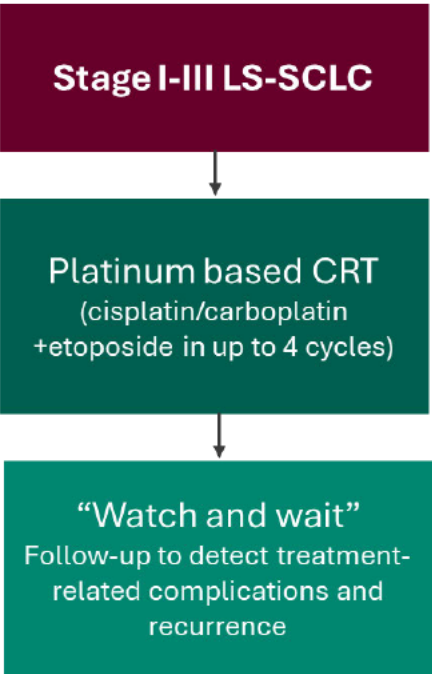 Stage I-III LS-SCLC
Platinum based CRT
(cisplatin/carboplatin
+etoposide in up to 4 cycles)
“Watch and wait”
Follow-up to detect treatment-
related complications and
recurrence